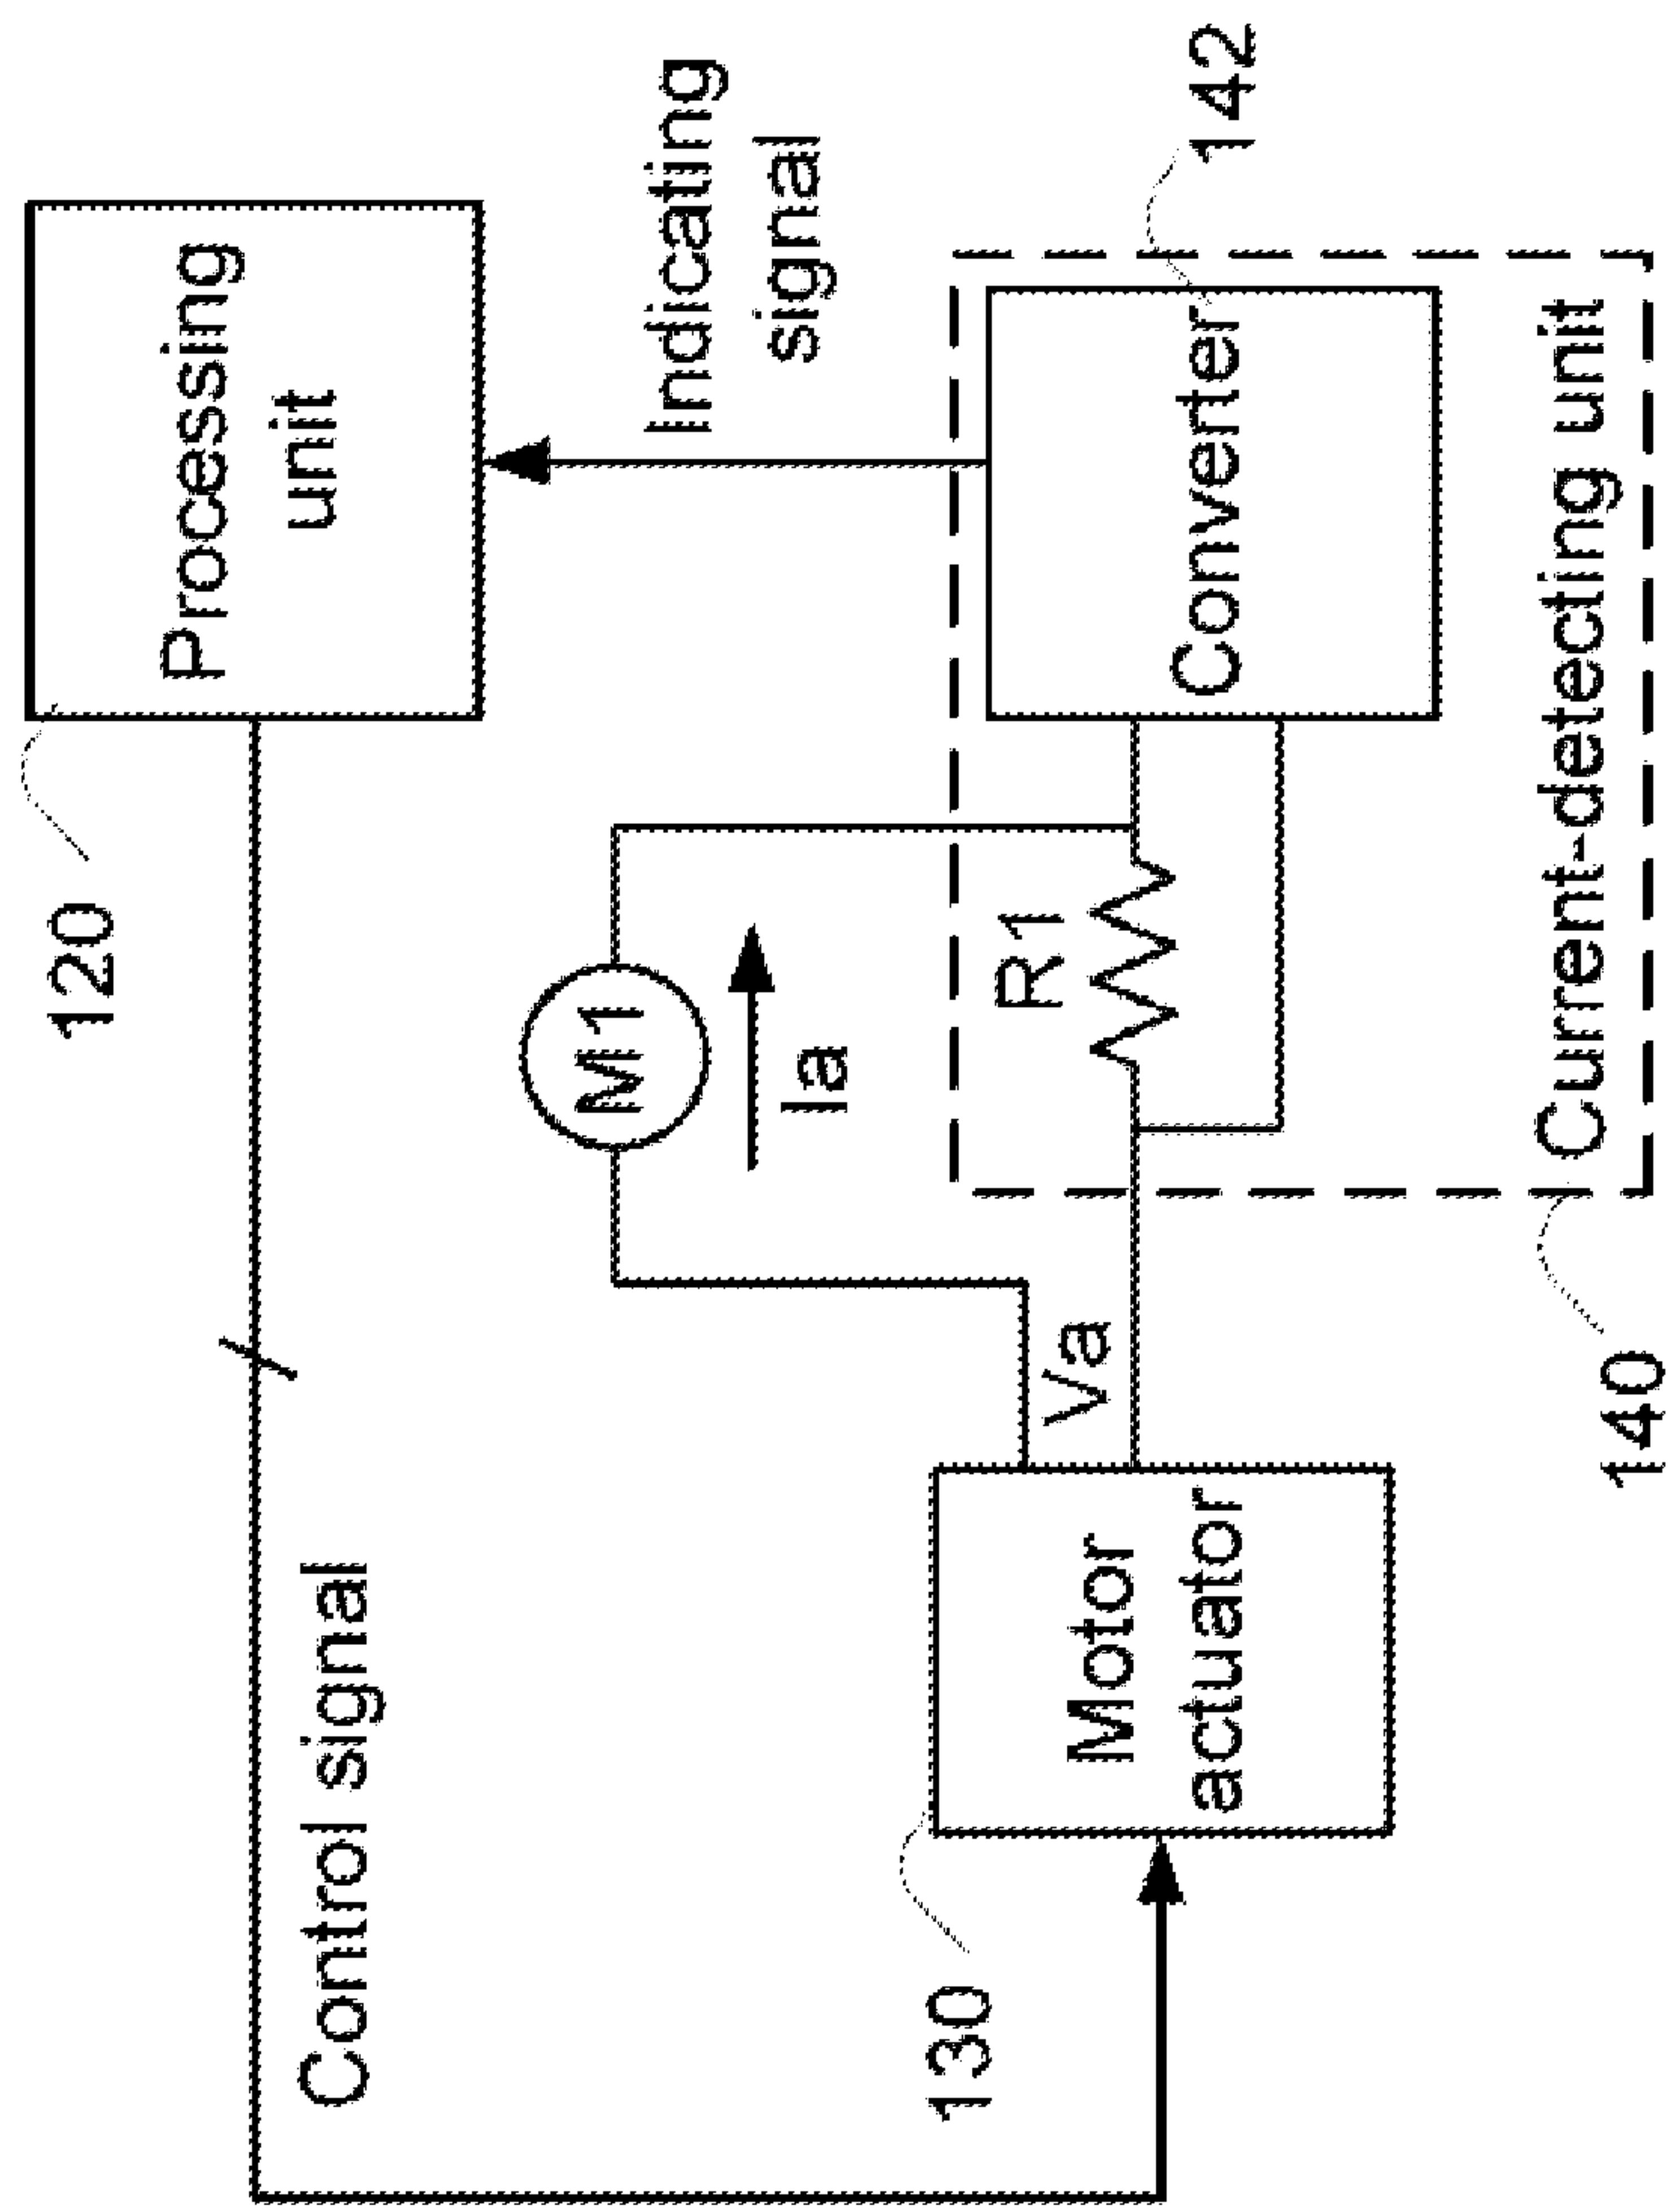 Control signal
130
Motor
actuator
Va
140
M1
Ia
R1
120
Processing
unit
Indicating
signal
Converter
142
Current-detecting unit